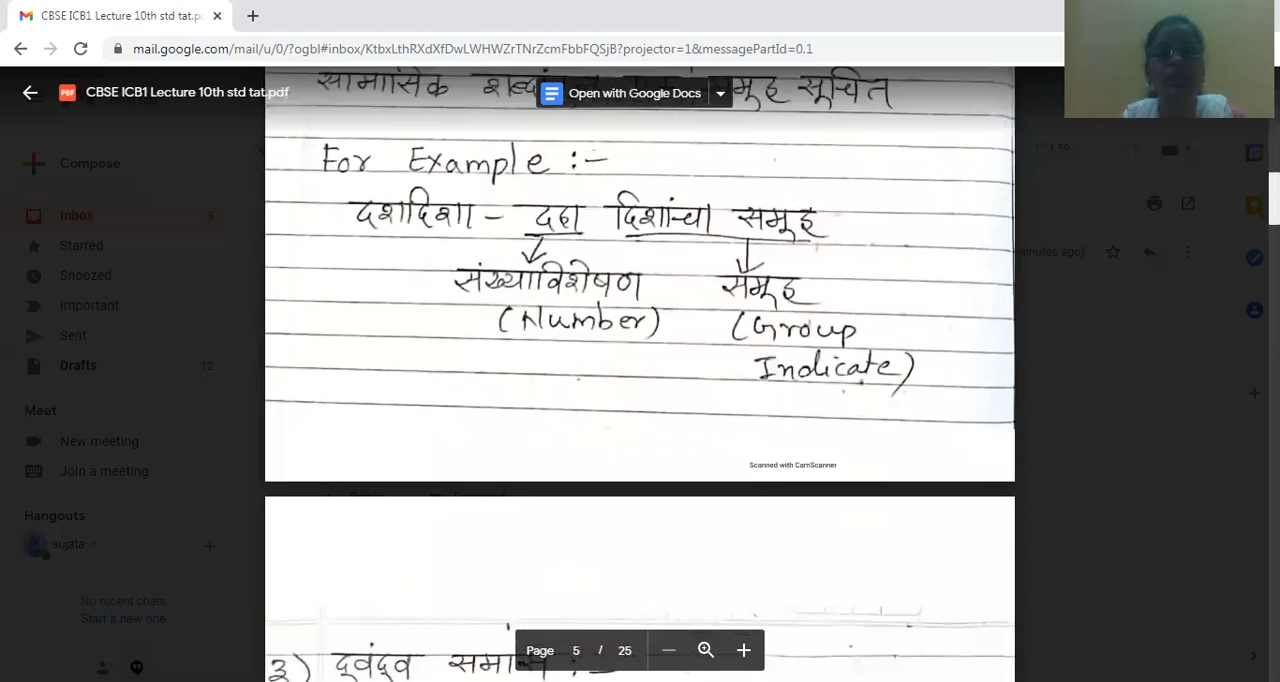 CBSE ICB1 Lecture 10th std tat.p
mail.google.com/mail/u/0/?ogbl#inbox/KtbxLthRXdXfDwLWHWZrTNrZcmFbbFQSjB?projector=1&messagePartId=0.1
CBSE ICB1 Lecture 10th std tat.pdf
Open with Google Docs
सामासिक
सूचित
For Example :-
दशदिशा - दहा दिशांचा समूह
संख्याविशेषण समूह
(Number) (Group
Indicate)
Scanned with CamScanner
३) द्वंद्व समास :-
Page 5 / 25
Compose
Inbox
Starred
Snoozed
Important
Sent
Drafts 12
Meet
New meeting
Join a meeting
Hangouts
sujata
No recent chats
Start a new one
minutes ago)